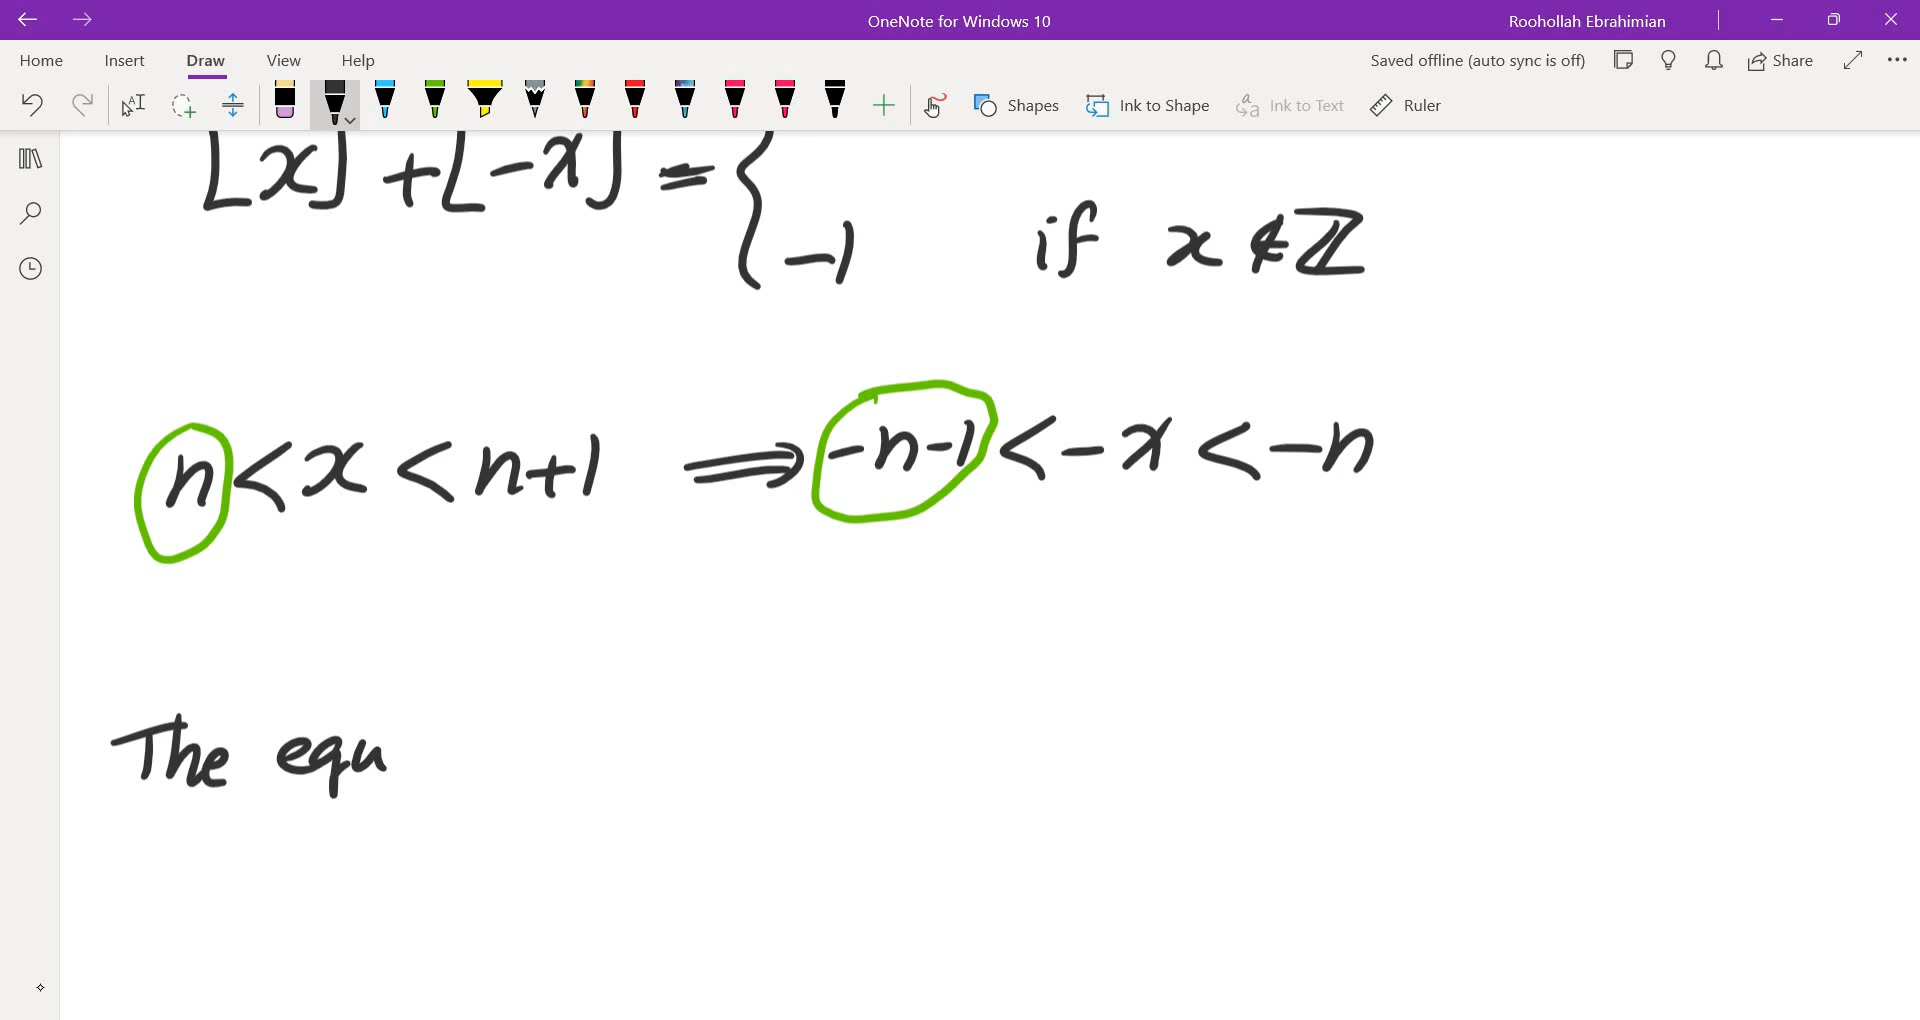 OneNote for Windows 10
Roohollah Ebrahimian
Home Insert Draw View Help
Saved offline (auto sync is off)
Share
Shapes
Ink to Shape
Ink to Text
Ruler
⌊x⌋ + ⌊-x⌋ = {
-1 if x ∉ ℤ
n < x < n+1 ⟹ -n-1 < -x < -n
The equ